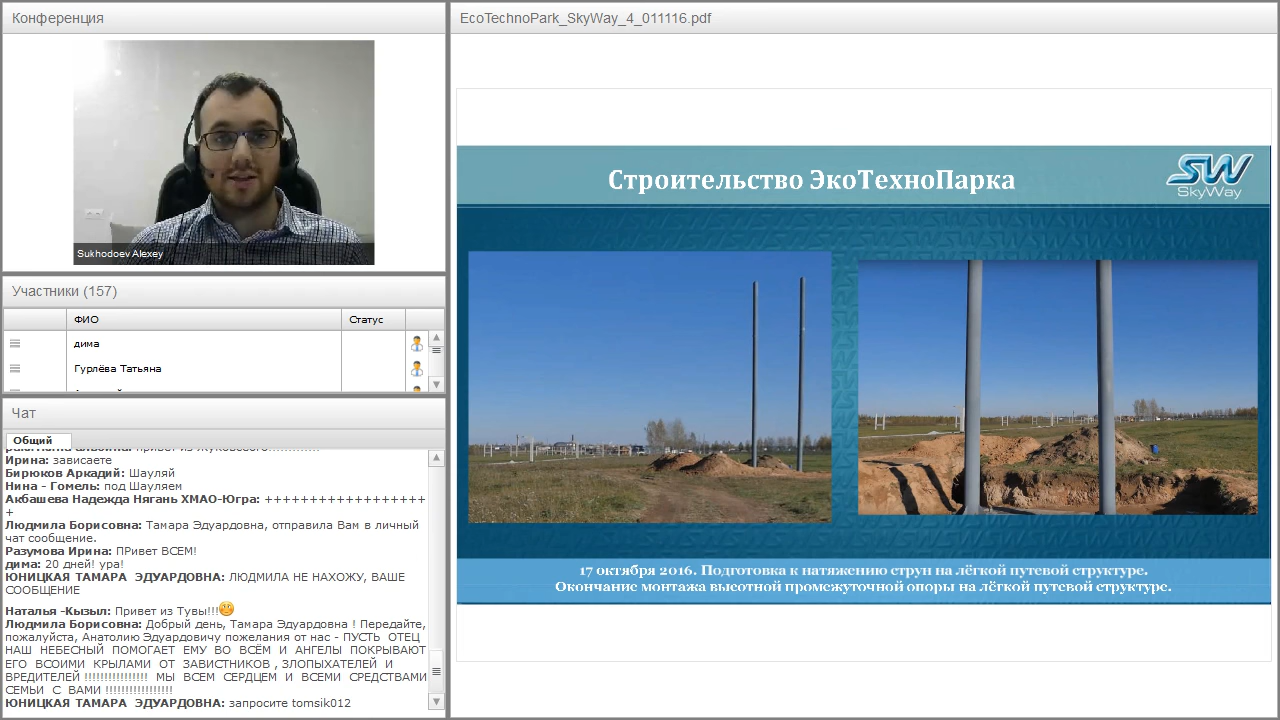 Конференция
Sukhodoev Alexey
Участники (157)
ФИО
Статус
дима
Гурлёва Татьяна
Чат
Общий
Ирина: зависаете
Бирюков Аркадий: Шауляй
Нина - Гомель: под Шауляем
Акбашева Надежда Нягань ХМАО-Югра: ++++++++++++++++++
+
Людмила Борисовна: Тамара Эдуардовна, отправила Вам в личный
чат сообщение.
Разумова Ирина: ПРивет ВСЕМ!
дима: 20 дней! ура!
ЮНИЦКАЯ ТАМАРА ЭДУАРДОВНА: ЛЮДМИЛА НЕ НАХОЖУ, ВАШЕ
СООБЩЕНИЕ
Наталья -Кызыл: Привет из Тувы!!!
Людмила Борисовна: Добрый день, Тамара Эдуардовна ! Передайте,
пожалуйста, Анатолию Эдуардовичу пожелания от нас - ПУСТЬ ОТЕЦ
НАШ НЕБЕСНЫЙ ПОМОГАЕТ ЕМУ ВО ВСЁМ И АНГЕЛЫ ПОКРЫВАЮТ
ЕГО ВСОИМИ КРЫЛАМИ ОТ ЗАВИСТНИКОВ , ЗЛОПЫХАТЕЛЕЙ И
ВРЕДИТЕЛЕЙ !!!!!!!!!!!!!!!! МЫ ВСЕМ СЕРДЦЕМ И ВСЕМИ СРЕДСТВАМИ
СЕМЬИ С ВАМИ !!!!!!!!!!!!!!!!!
ЮНИЦКАЯ ТАМАРА ЭДУАРДОВНА: запросите tomsik012
EcoTechnoPark_SkyWay_4_011116.pdf
Строительство ЭкоТехноПарка
SW
SkyWay
17 октября 2016. Подготовка к натяжению струн на лёгкой путевой структуре.
Окончание монтажа высотной промежуточной опоры на лёгкой путевой структуре.